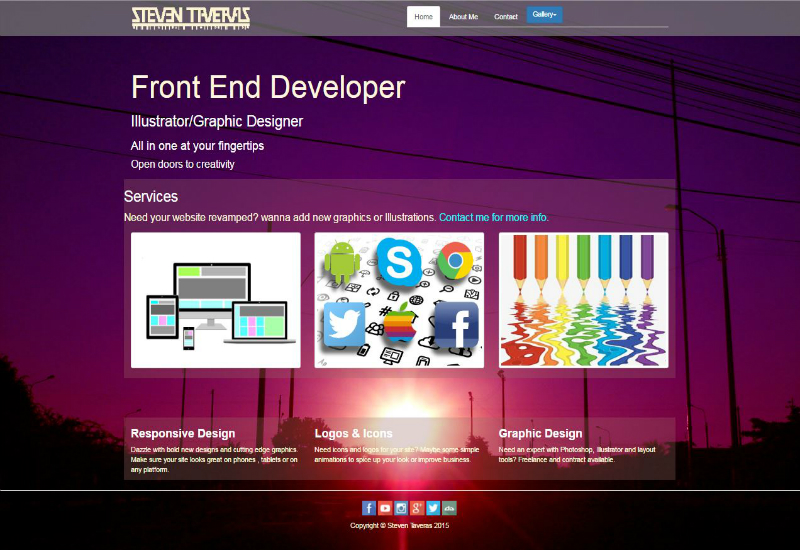 STEVEN TAVERAS
Home About Me Contact Gallery
Front End Developer
Illustrator/Graphic Designer
All in one at your fingertips
Open doors to creativity
Services
Need your website revamped? wanna add new graphics or Illustrations. Contact me for more info.
Responsive Design
Dazzle with bold new designs and cutting edge graphics.
Make sure your site looks great on phones , tablets or on
any platform.
Logos & Icons
Need icons and logos for your site? Maybe some simple
animations to spice up your look or improve business.
Graphic Design
Need an expert with Photoshop, Illustrator and layout
tools? Freelance and contract available.
Copyright © Steven Taveras 2015